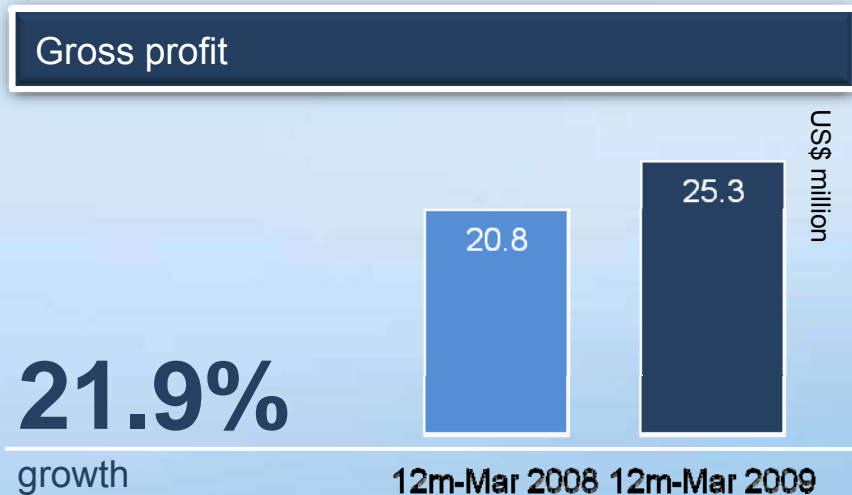 Gross profit
US$ million
25.3
20.8
21.9%
growth
12m-Mar 2008 12m-Mar 2009